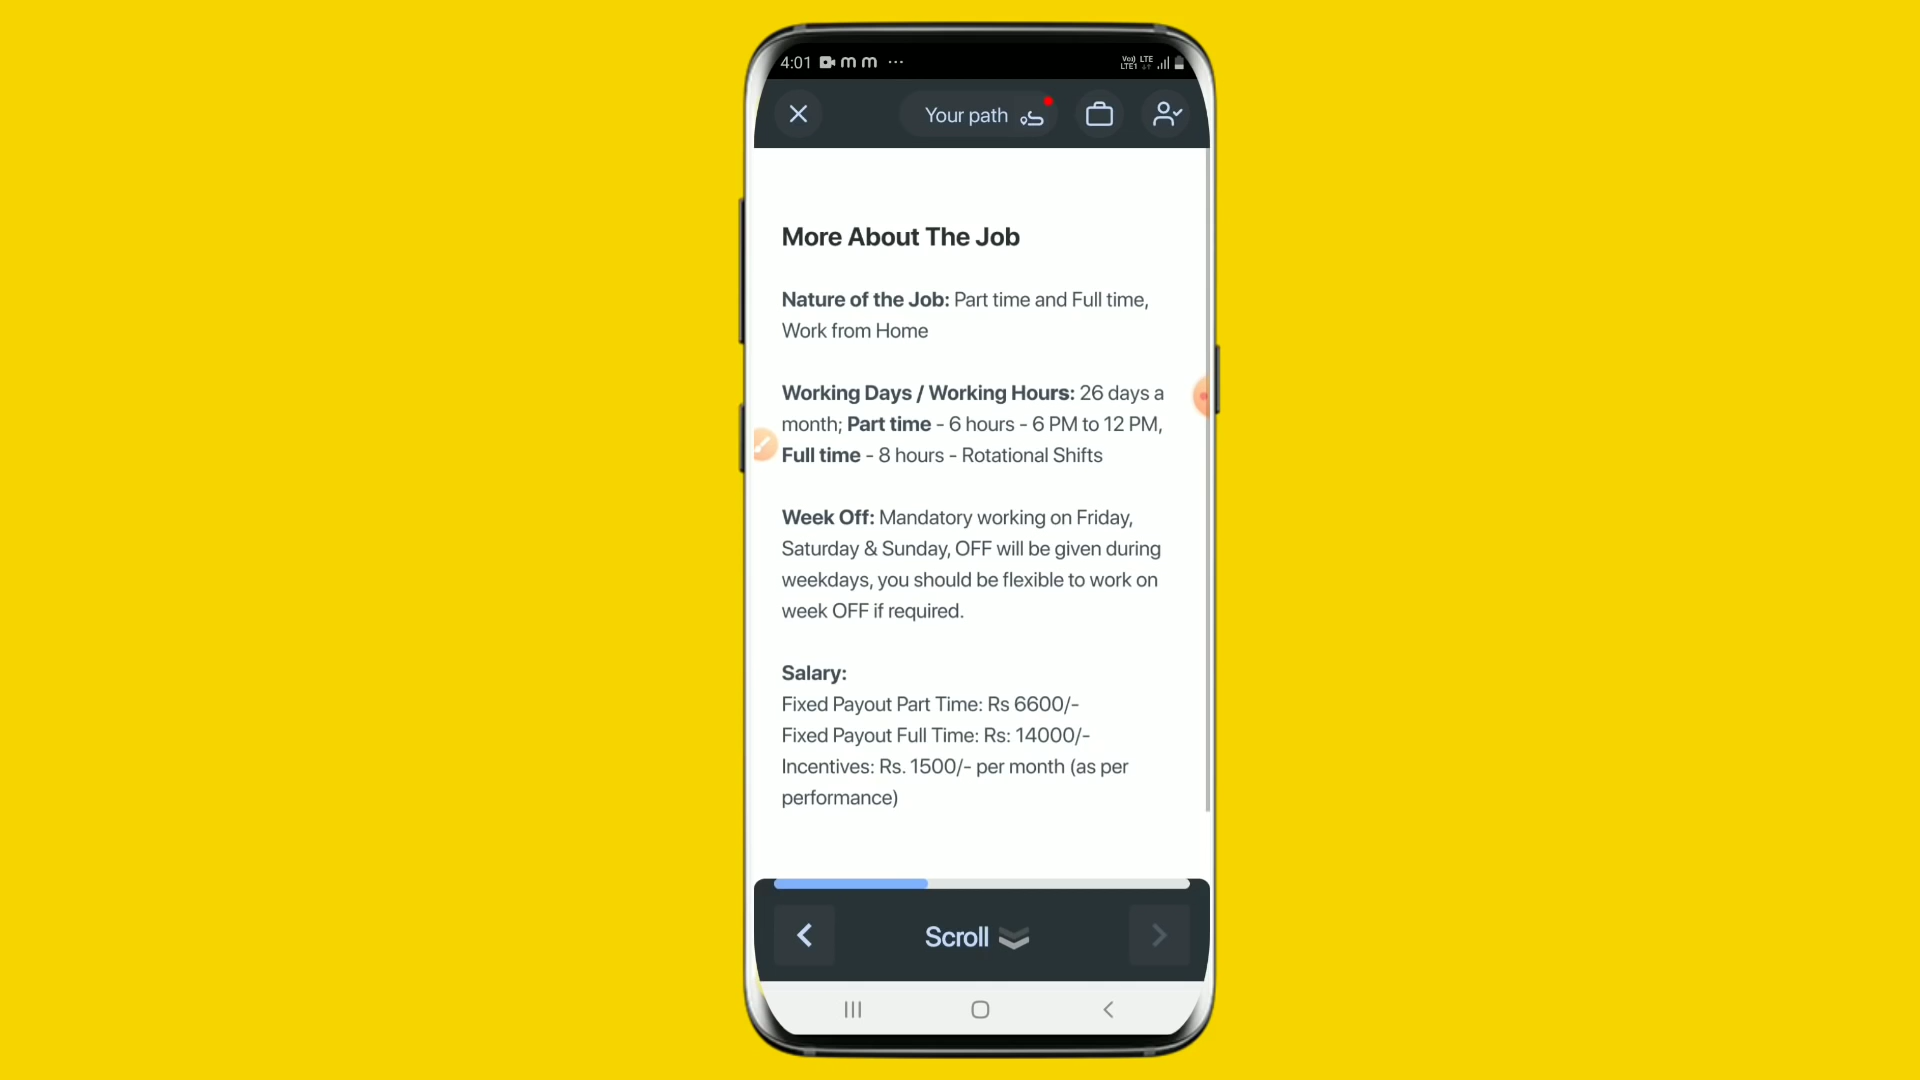 4:01
Vo) LTE
LTE1
Your path
More About The Job
Nature of the Job: Part time and Full time,
Work from Home
Working Days / Working Hours: 26 days a
month; Part time - 6 hours - 6 PM to 12 PM,
Full time - 8 hours - Rotational Shifts
Week Off: Mandatory working on Friday,
Saturday & Sunday, OFF will be given during
weekdays, you should be flexible to work on
week OFF if required.
Salary:
Fixed Payout Part Time: Rs 6600/-
Fixed Payout Full Time: Rs: 14000/-
Incentives: Rs. 1500/- per month (as per
performance)
Scroll